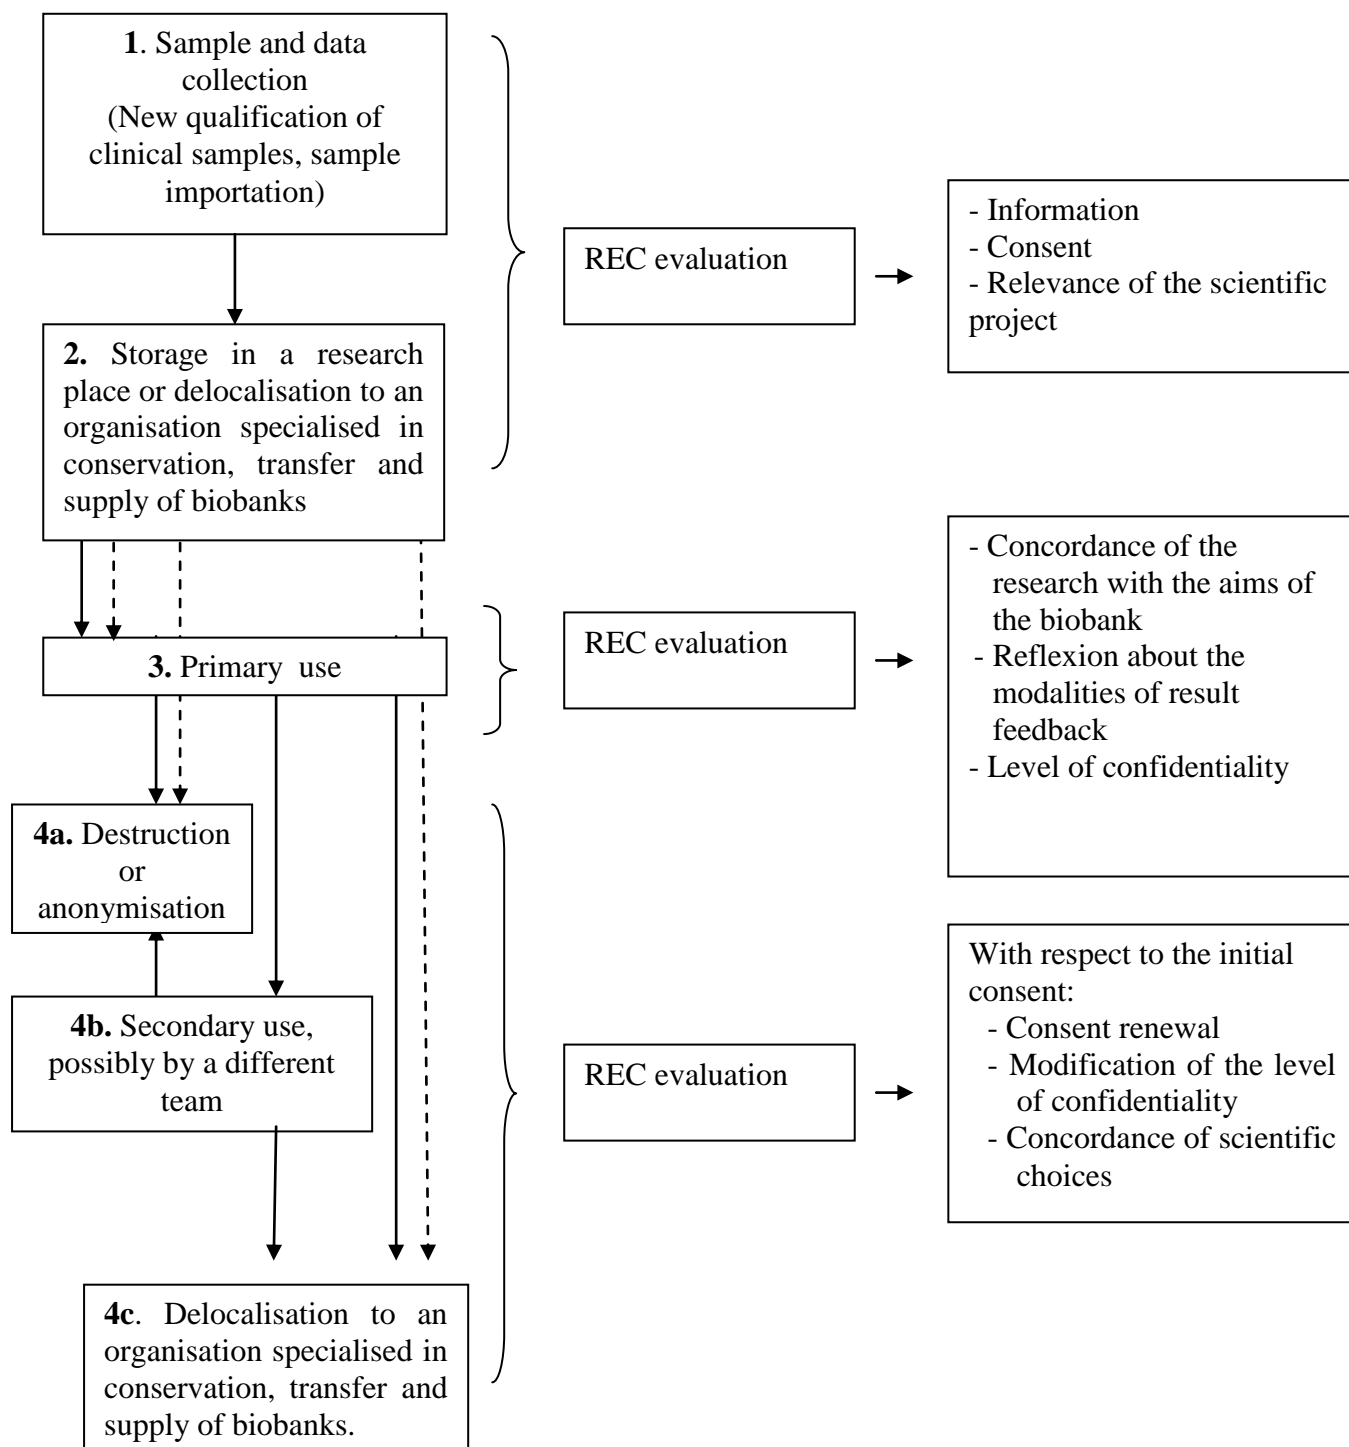 1. Sample and data
collection
(New qualification of
clinical samples, sample
importation)
2. Storage in a research
place or delocalisation to an
organisation specialised in
conservation, transfer and
supply of biobanks
3. Primary use
4a. Destruction
or
anonymisation
4b. Secondary use,
possibly by a different
team
4c. Delocalisation to an
organisation specialised in
conservation, transfer and
supply of biobanks.
REC evaluation
- Information
- Consent
- Relevance of the scientific
project
REC evaluation
- Concordance of the
research with the aims of
the biobank
- Reflexion about the
modalities of result
feedback
- Level of confidentiality
REC evaluation
With respect to the initial
consent:
- Consent renewal
- Modification of the level
of confidentiality
- Concordance of scientific
choices